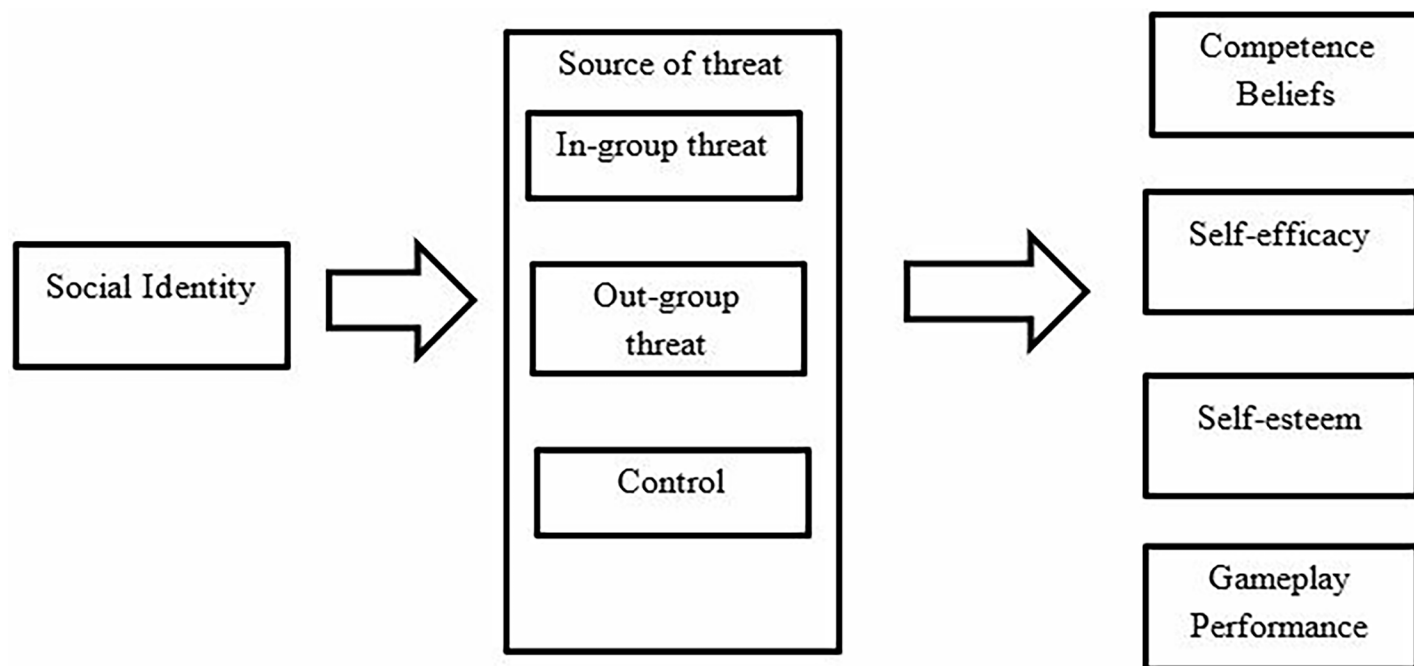 Social Identity
Source of threat
In-group threat
Out-group
threat
Control
Competence
Beliefs
Self-efficacy
Self-esteem
Gameplay
Performance